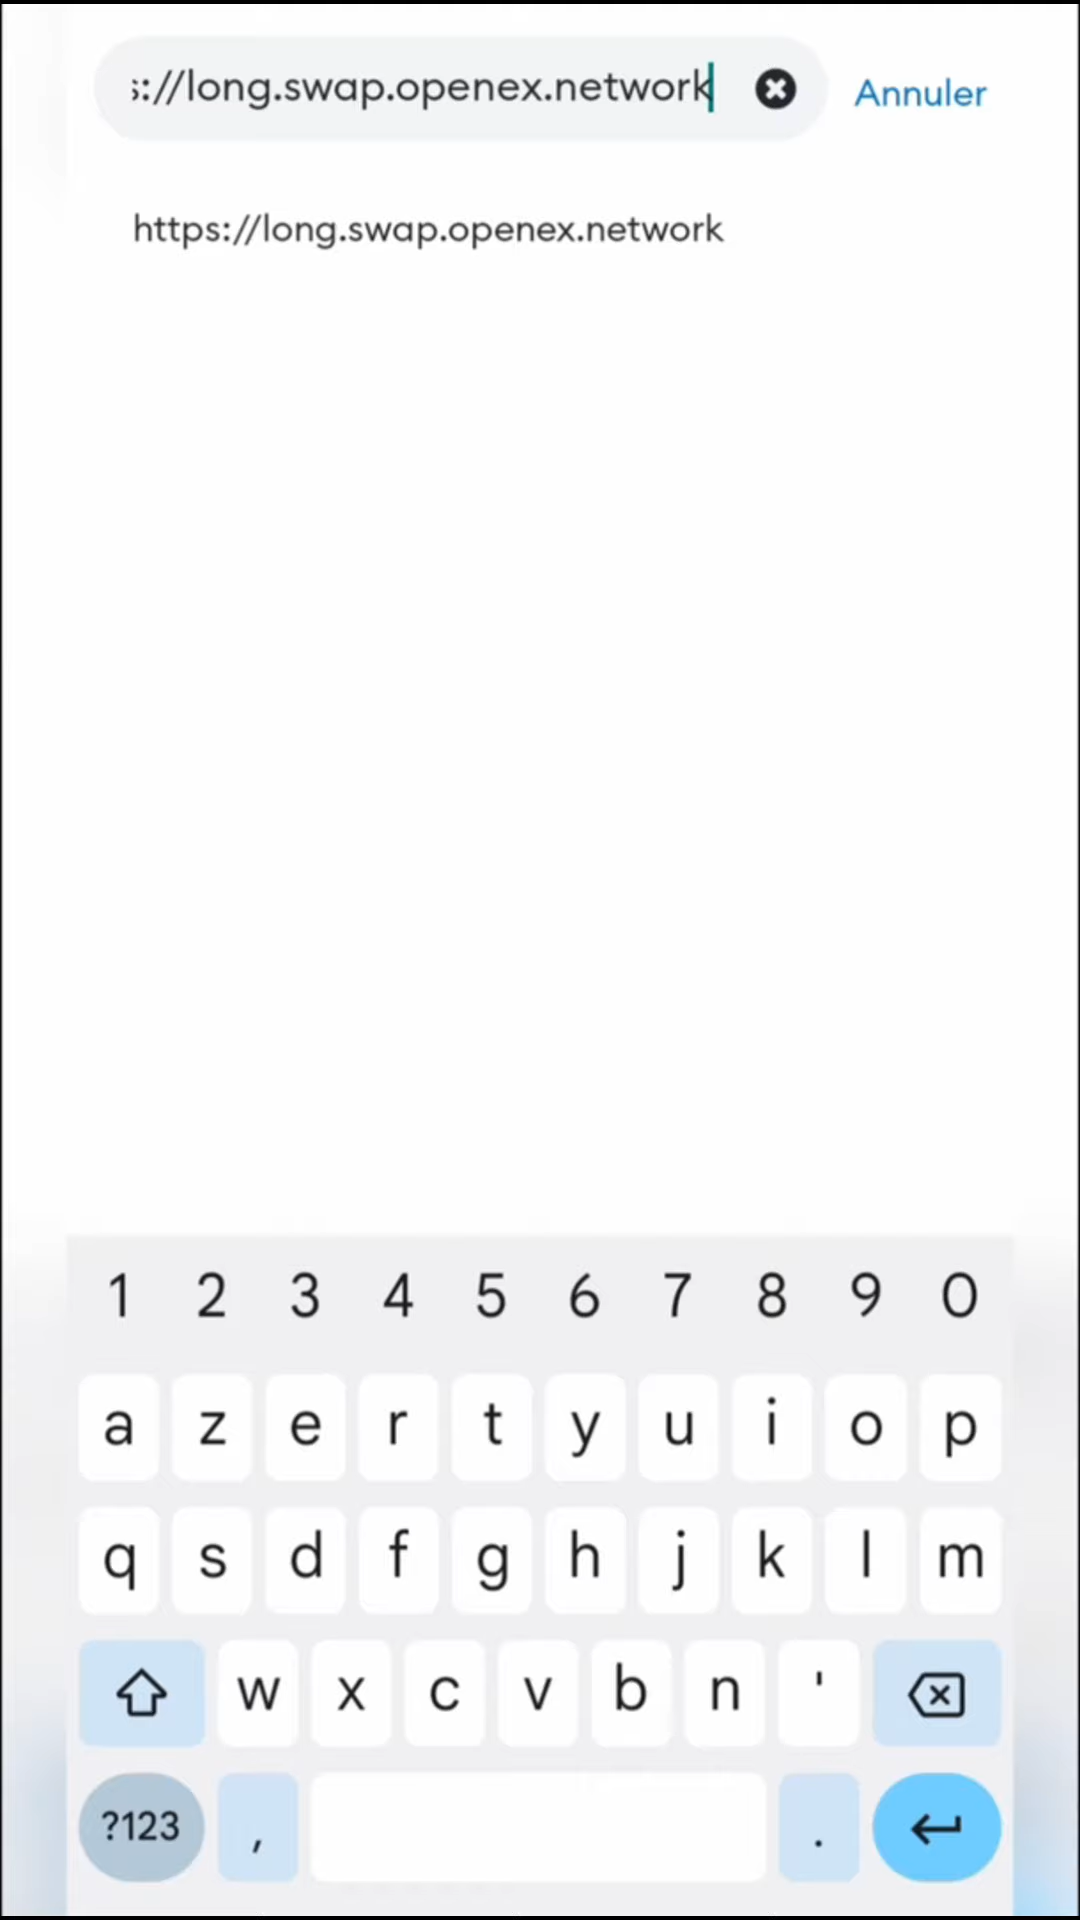 s://long.swap.openex.network
Annuler
https://long.swap.openex.network
1 2 3 4 5 6 7 8 9 0
a z e r t y u i o p
q s d f g h j k l m
w x c v b n '
?123 , .